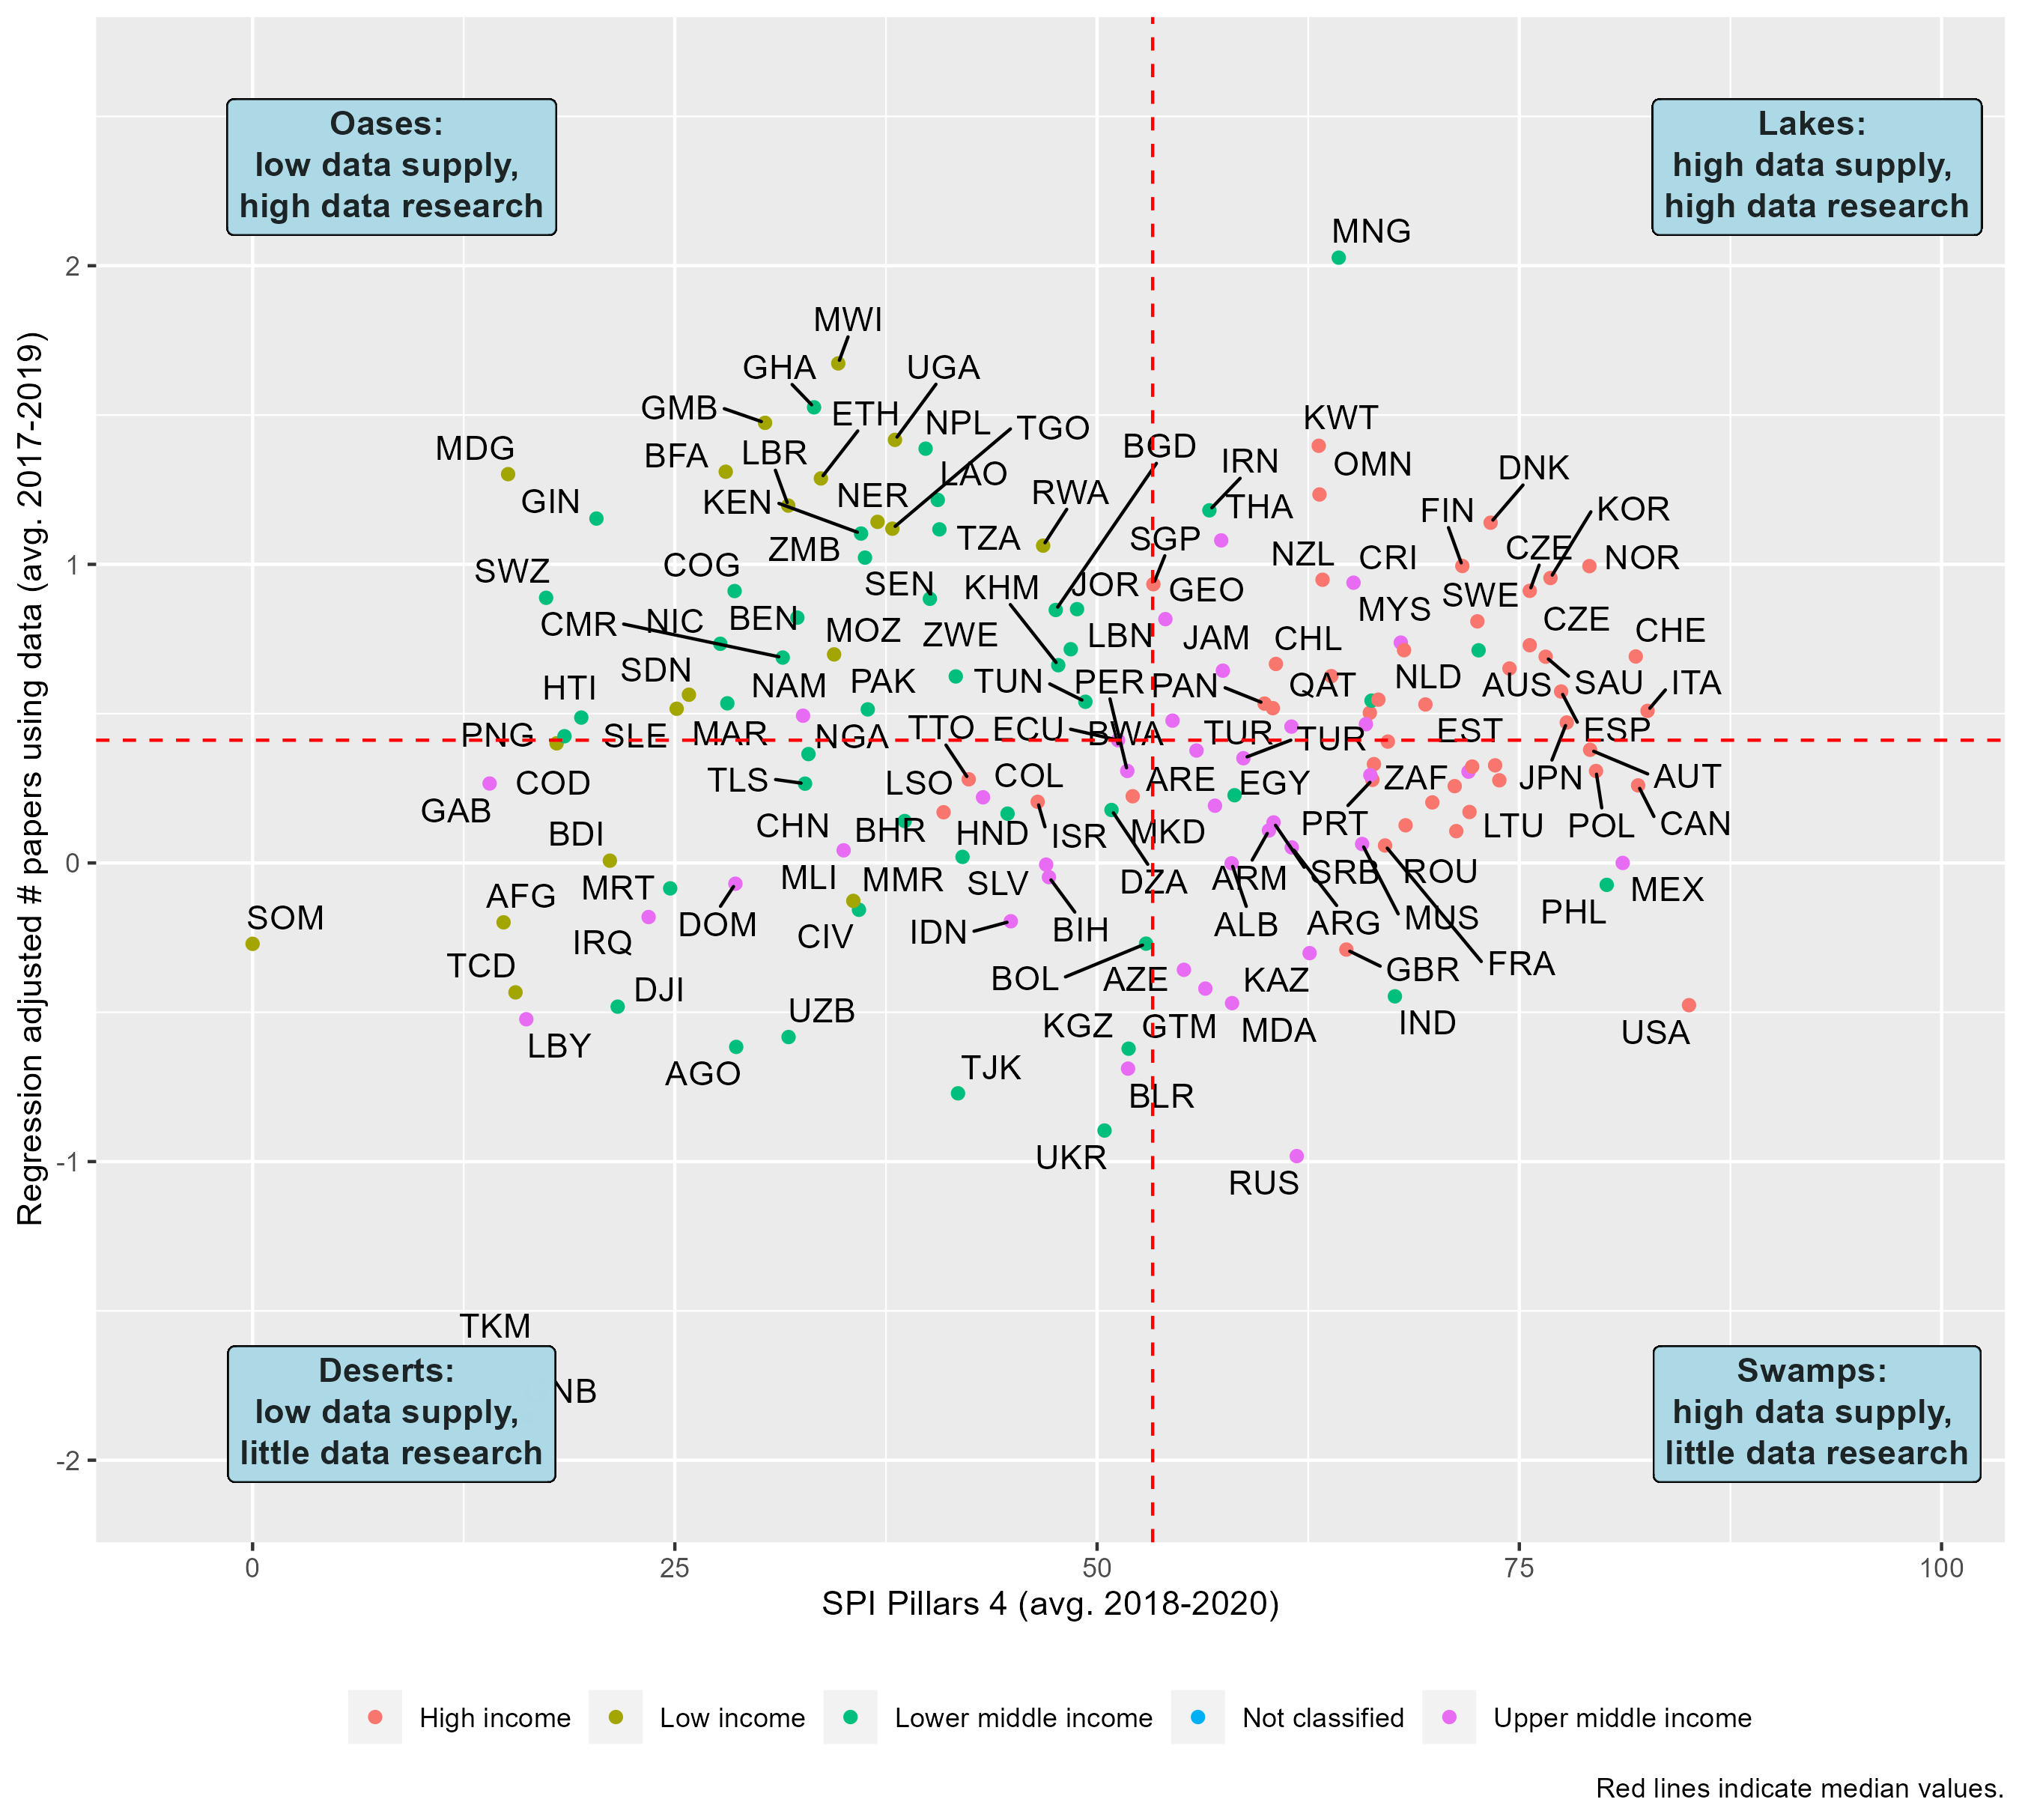 Oases:
low data supply,
high data research
Lakes:
high data supply,
high data research
MNG
2
MWI
GHA
UGA
GMB
ETH
NPL
TGO
KWT
BGD
MDG
BFA
LBR
LAO
IRN
OMN
DNK
GIN
KEN
NER
RWA
THA
FIN
KOR
ZMB
TZA
SGP
NZL
CRI
CZE
NOR
1
SWZ
COG
SEN
KHM
JOR
GEO
MYS
SWE
CMR
NIC
BEN
MOZ
ZWE
LBN
JAM
CHL
CZE
CHE
SDN
HTI
NAM
PAK
TUN
PER
PAN
QAT
NLD
AUS
SAU
ITA
PNG
SLE
MAR
NGA
TTO
ECU
BWA
TUR
TUR
EST
ESP
GAB
COD
TLS
LSO
COL
ARE
EGY
ZAF
JPN
AUT
BDI
CHN
BHR
HND
ISR
MKD
PRT
LTU
POL
CAN
0
SOM
AFG
MRT
DOM
MLI
MMR
SLV
DZA
ARM
SRB
ROU
MEX
IRQ
CIV
IDN
BIH
ALB
ARG
MUS
PHL
TCD
DJI
BOL
AZE
KAZ
GBR
FRA
LBY
UZB
KGZ
GTM
MDA
IND
USA
AGO
TJK
BLR
UKR
-1
RUS
TKM
NB
Deserts:
low data supply,
little data research
Swamps:
high data supply,
little data research
-2
Regression adjusted # papers using data (avg. 2017-2019)
0
25
50
75
100
SPI Pillars 4 (avg. 2018-2020)
High income
Low income
Lower middle income
Not classified
Upper middle income
Red lines indicate median values.